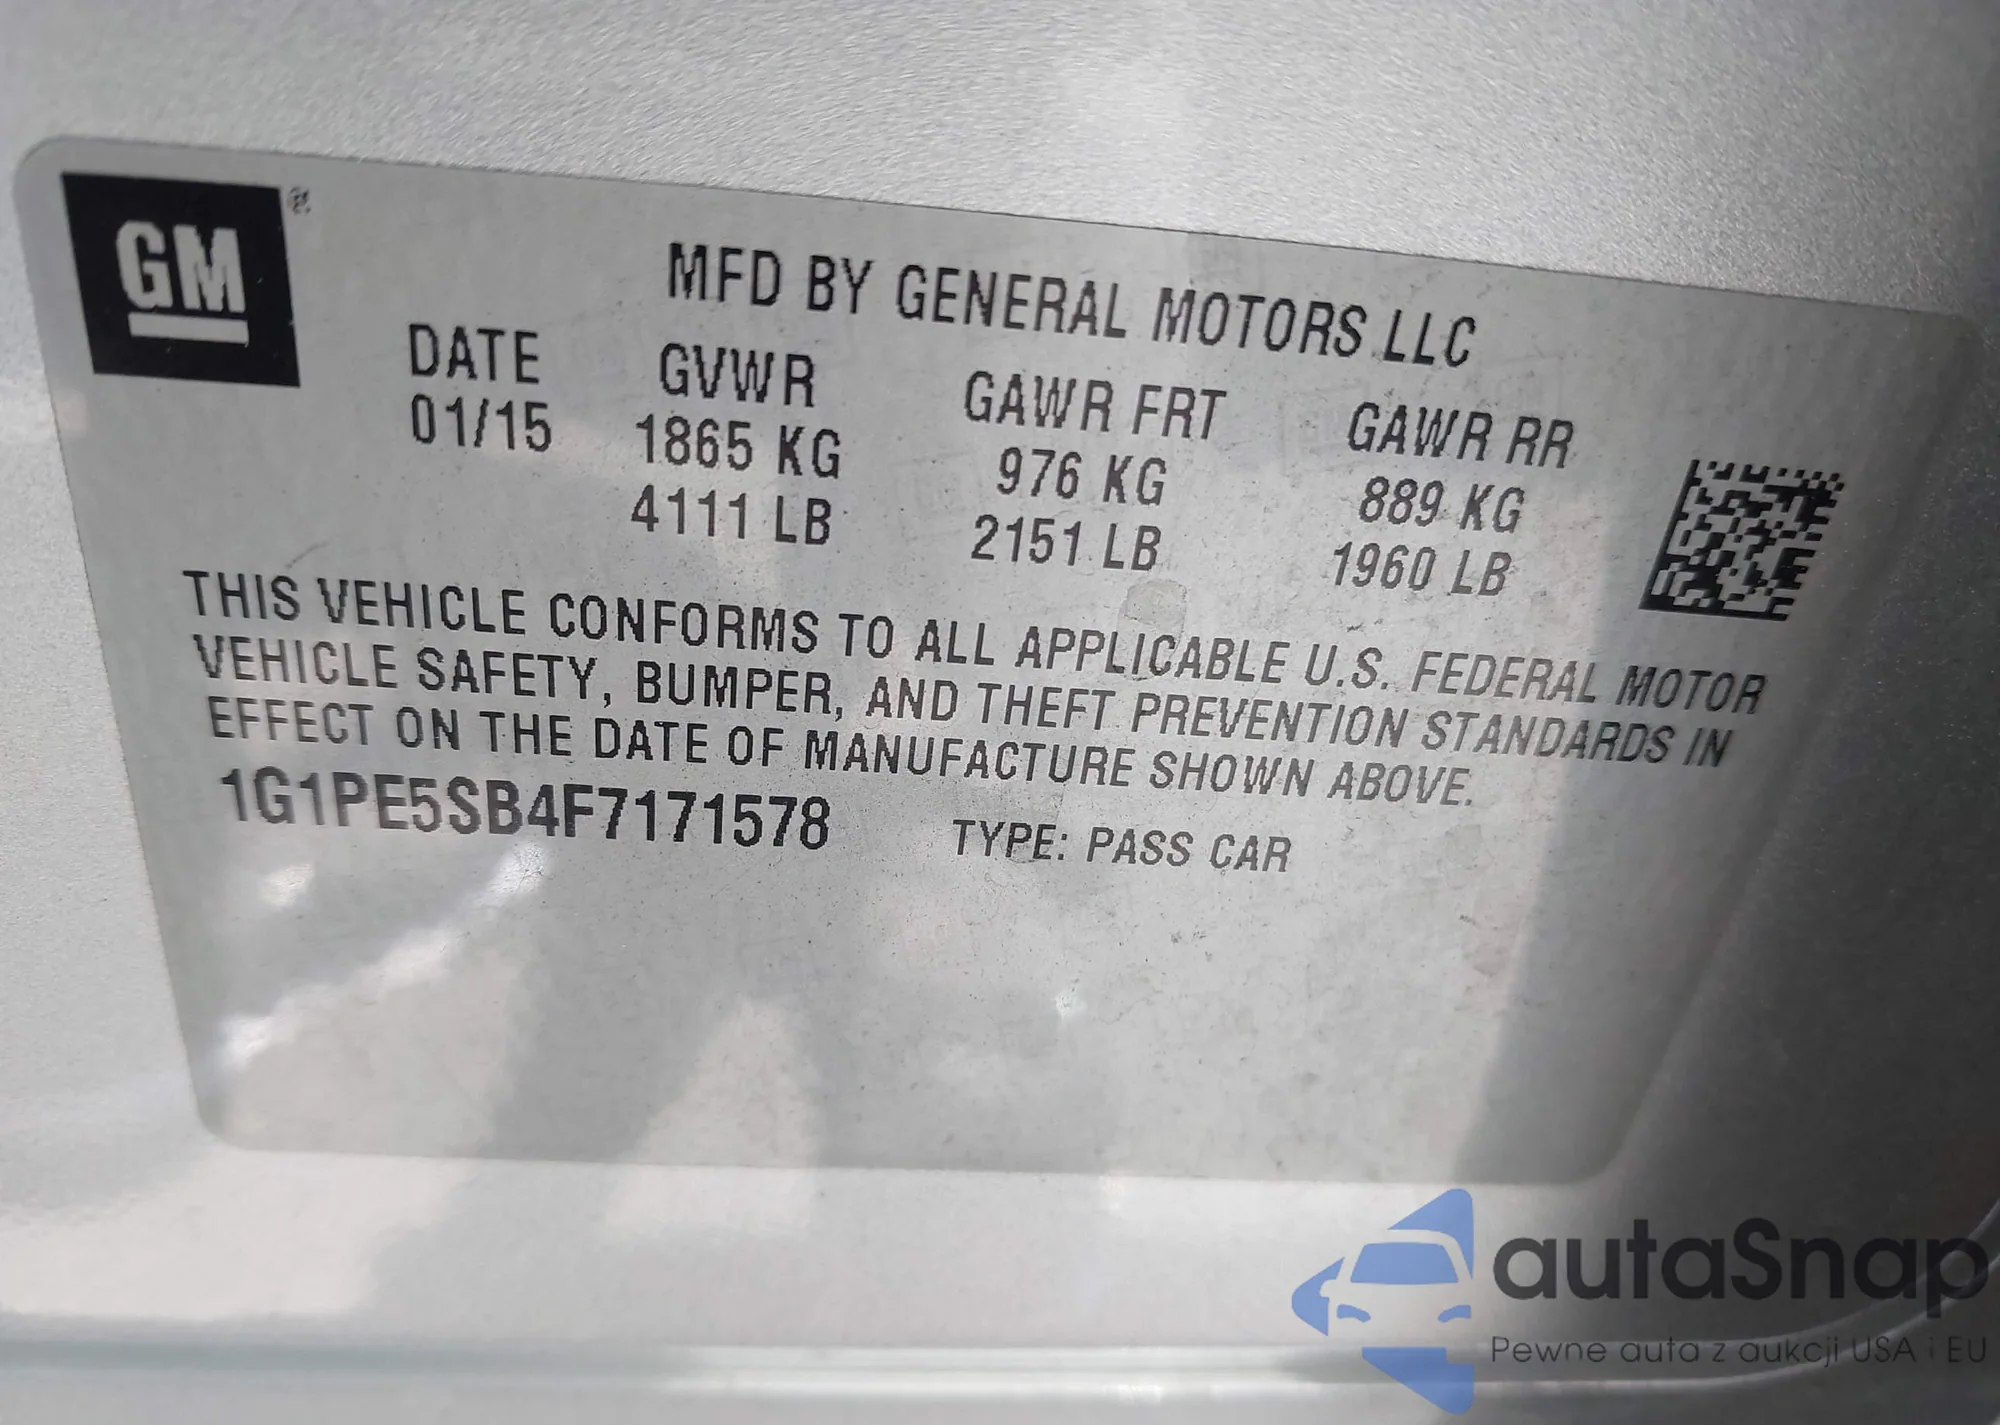 GM ®
MFD BY GENERAL MOTORS LLC
DATE GVWR GAWR FRT GAWR RR
01/15 1865 KG 976 KG 889 KG
4111 LB 2151 LB 1960 LB
THIS VEHICLE CONFORMS TO ALL APPLICABLE U.S. FEDERAL MOTOR
VEHICLE SAFETY, BUMPER, AND THEFT PREVENTION STANDARDS IN
EFFECT ON THE DATE OF MANUFACTURE SHOWN ABOVE.
1G1PE5SB4F7171578 TYPE: PASS CAR
autaSnap
Pewne auta z aukcji USA i EU